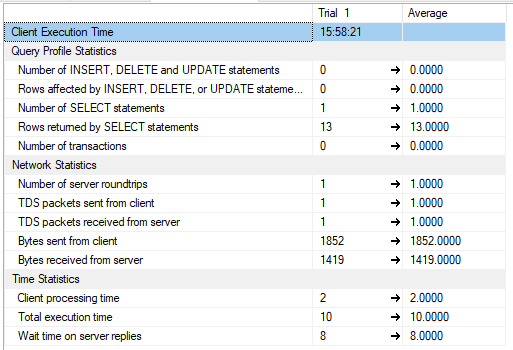 Trial 1 Average
Client Execution Time 15:58:21
Query Profile Statistics
Number of INSERT, DELETE and UPDATE statements 0 → 0.0000
Rows affected by INSERT, DELETE, or UPDATE stateme... 0 → 0.0000
Number of SELECT statements 1 → 1.0000
Rows returned by SELECT statements 13 → 13.0000
Number of transactions 0 → 0.0000
Network Statistics
Number of server roundtrips 1 → 1.0000
TDS packets sent from client 1 → 1.0000
TDS packets received from server 1 → 1.0000
Bytes sent from client 1852 → 1852.0000
Bytes received from server 1419 → 1419.0000
Time Statistics
Client processing time 2 → 2.0000
Total execution time 10 → 10.0000
Wait time on server replies 8 → 8.0000